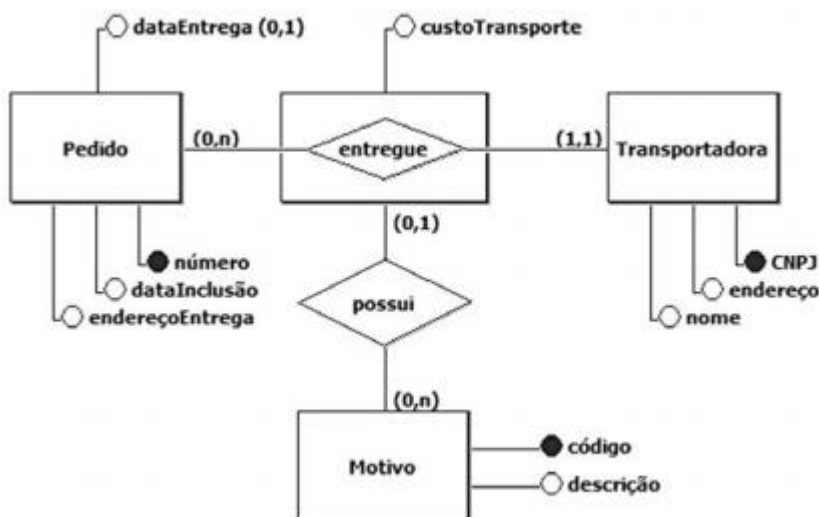 dataEntrega (0,1)
custoTransporte
Pedido
(0,n)
entregue
(1,1)
Transportadora
(0,1)
número
dataInclusão
endereçoEntrega
CNPJ
endereço
nome
possui
(0,n)
Motivo
código
descrição